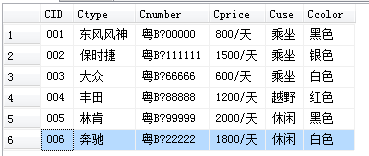 CID Ctype Cnumber Cprice Cuse Ccolor
1 001 东风风神 粤B?00000 800/天 乘坐 黑色
2 002 保时捷 粤B?111111 1500/天 乘坐 银色
3 003 大众 粤B?66666 600/天 乘坐 白色
4 004 丰田 粤B?88888 1200/天 越野 红色
5 005 林肯 粤B?99999 2000/天 休闲 黑色
6 006 奔驰 粤B?22222 1800/天 休闲 白色